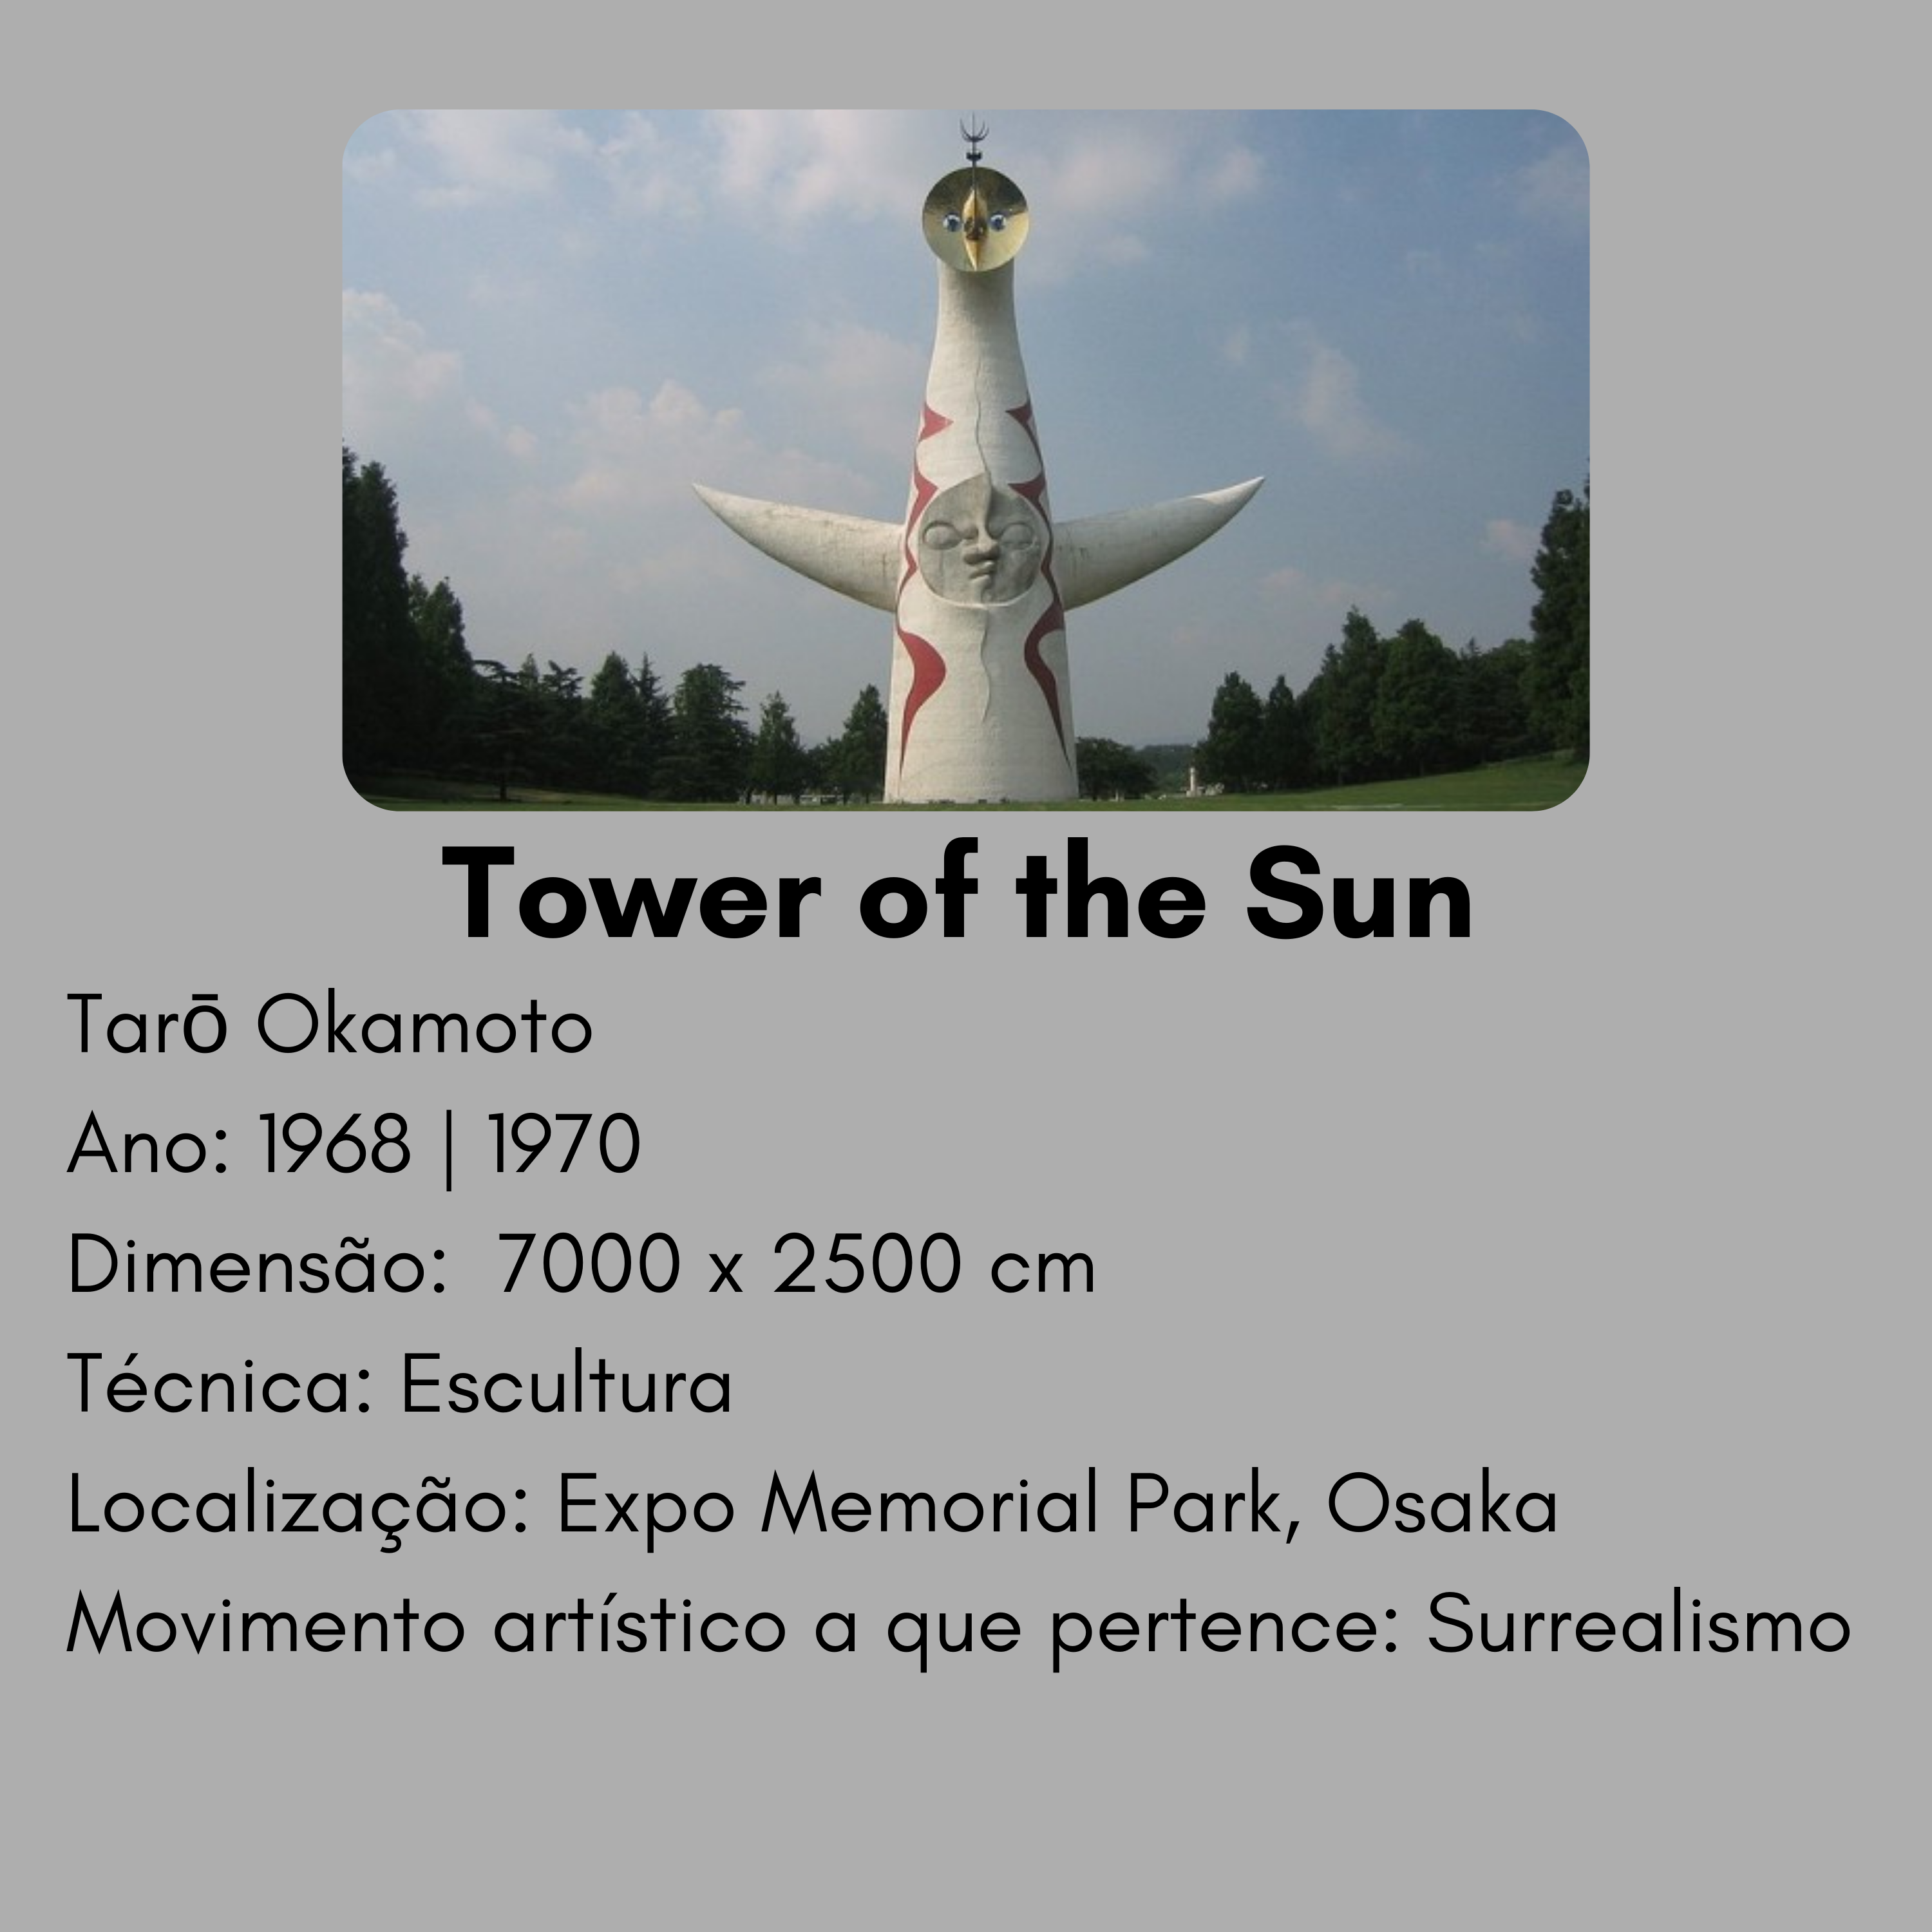 Tower of the Sun
Tarō Okamoto
Ano: 1968 | 1970
Dimensão: 7000 x 2500 cm
Técnica: Escultura
Localização: Expo Memorial Park, Osaka
Movimento artístico a que pertence: Surrealismo